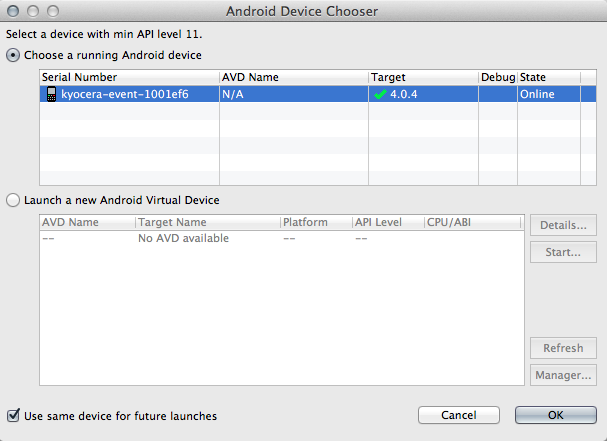 Android Device Chooser
Select a device with min API level 11.
Choose a running Android device
Serial Number AVD Name Target Debug State
kyocera-event-1001ef6 N/A 4.0.4 Online
Launch a new Android Virtual Device
AVD Name Target Name Platform API Level CPU/ABI
-- No AVD available -- --
Details...
Start...
Refresh
Manager...
Use same device for future launches
Cancel OK